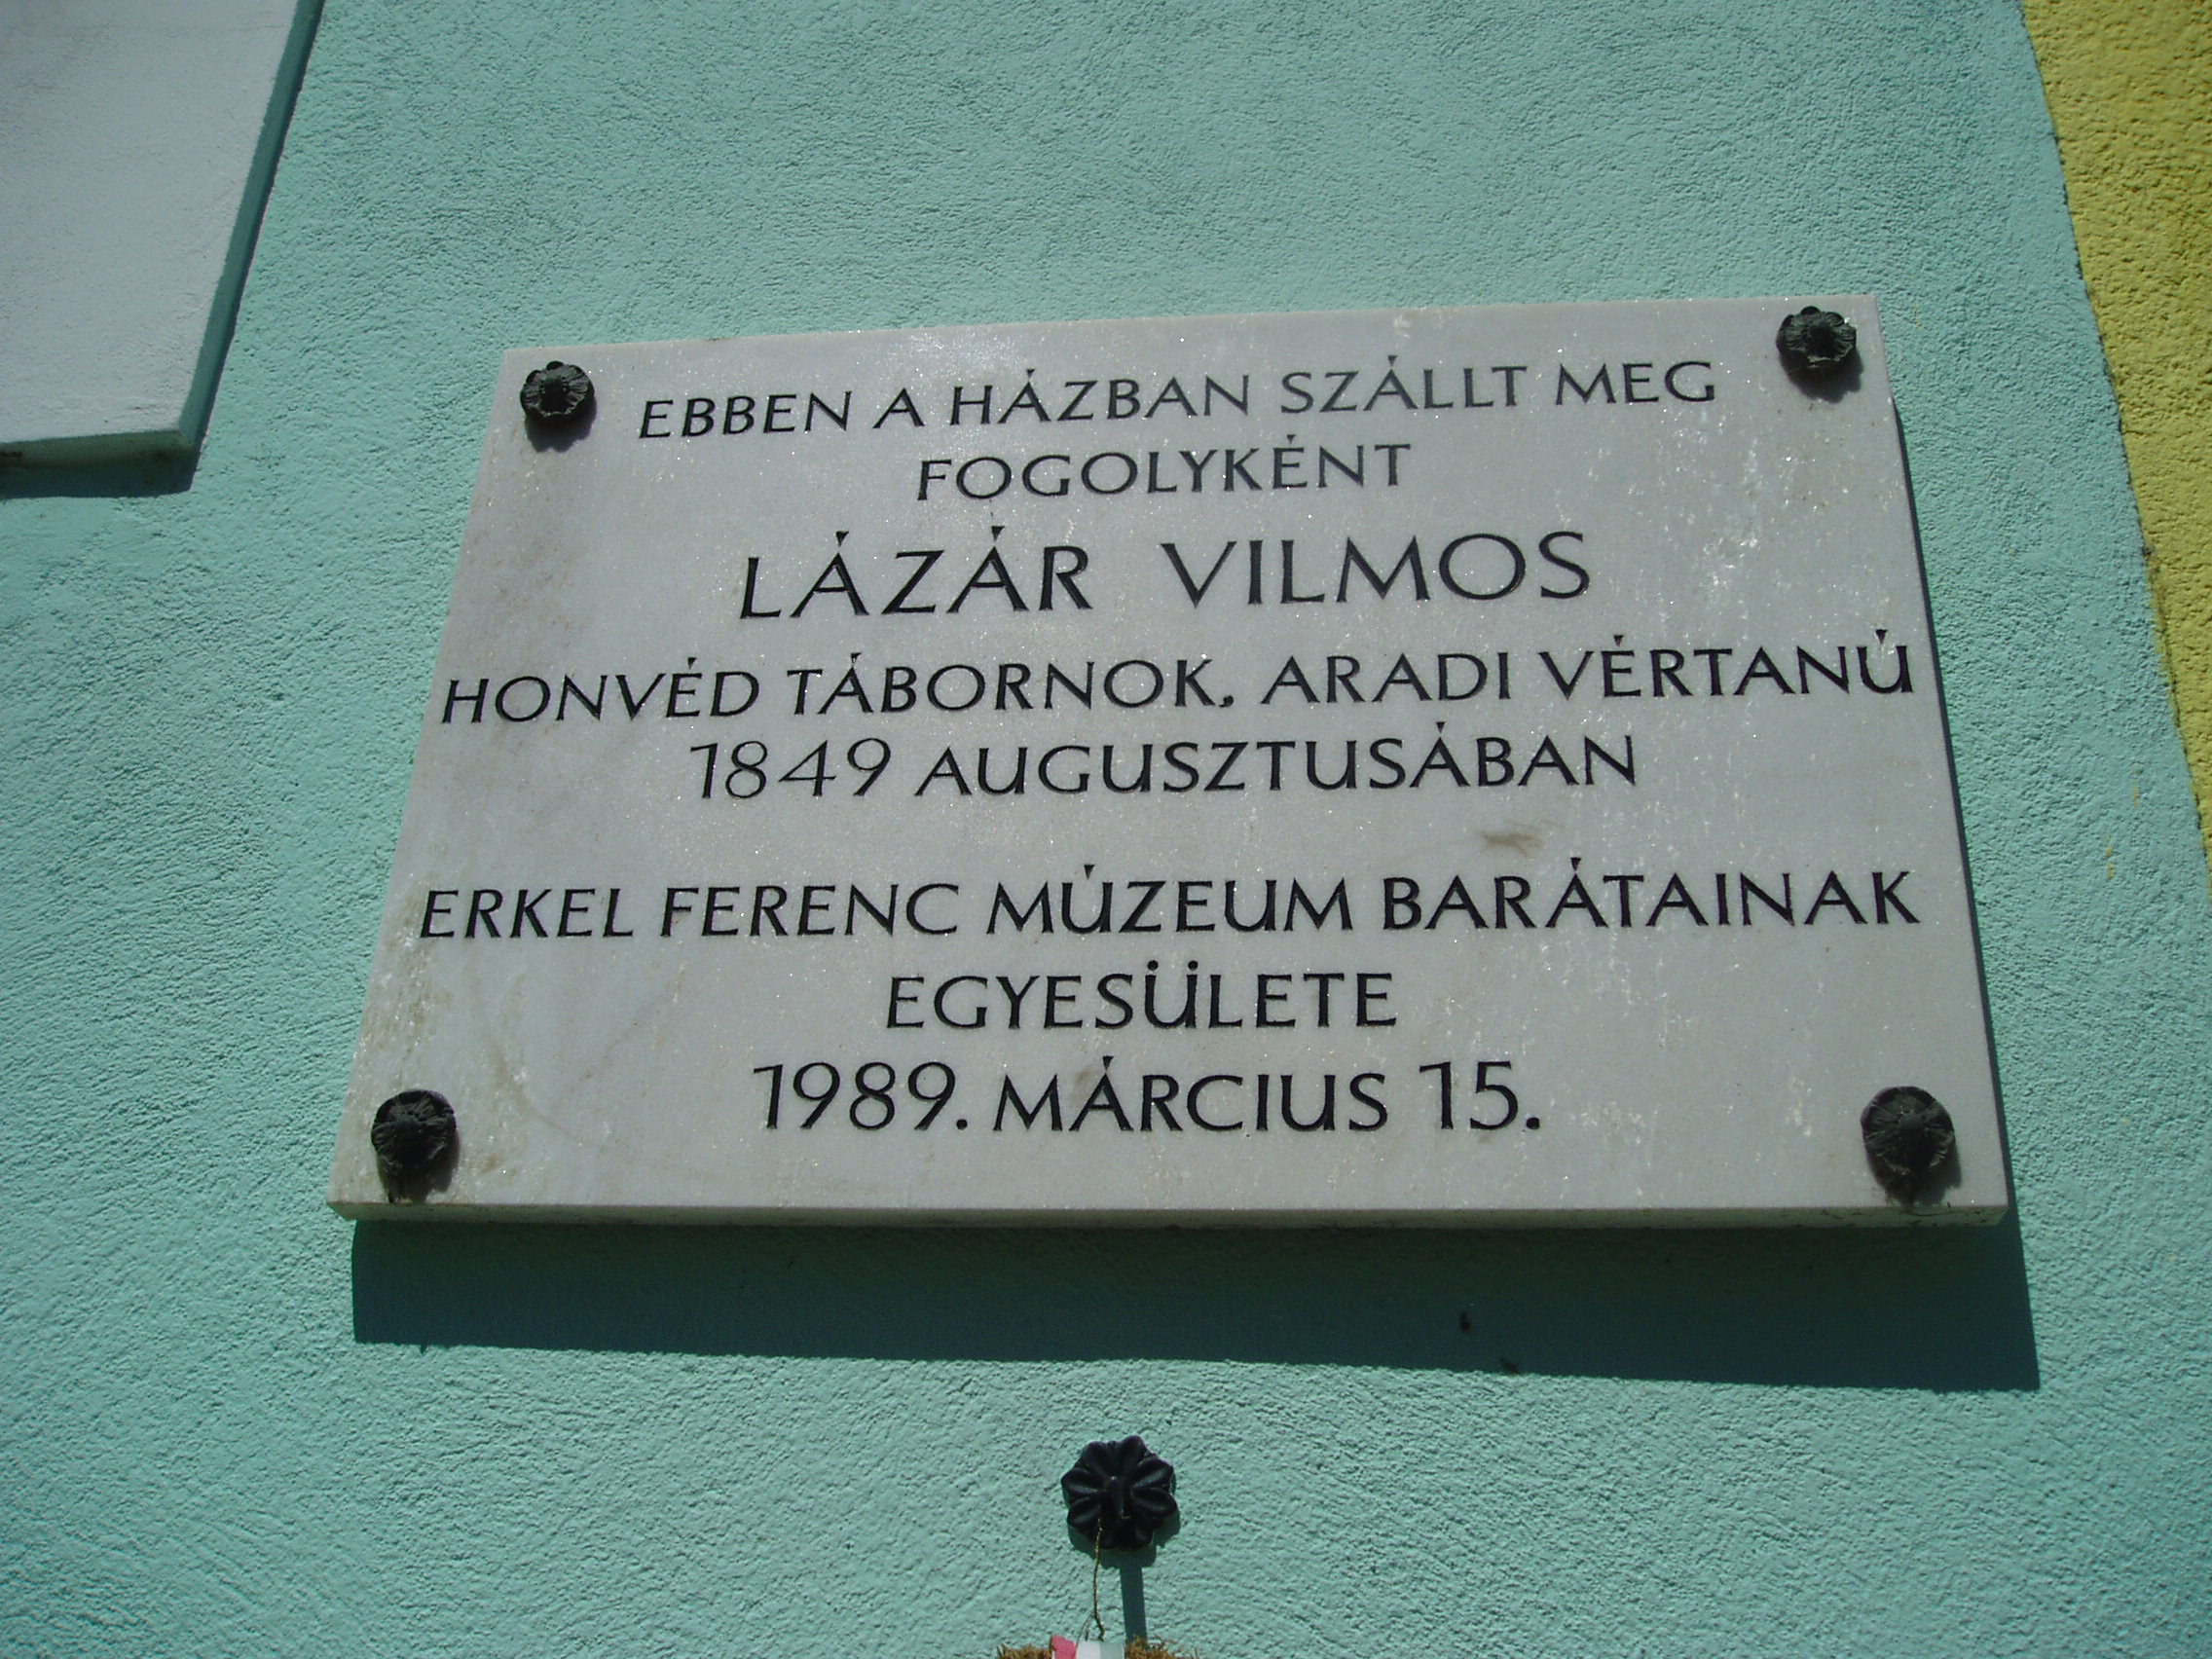 EBBEN A HÁZBAN SZÁLLT MEG
FOGOLYKÉNT
LÁZÁR VILMOS
HONVÉD TÁBORNOK, ARADI VÉRTANÚ
1849 AUGUSZTUSÁBAN
ERKEL FERENC MÚZEUM BARÁTAINAK
EGYESÜLETE
1989. MÁRCIUS 15.